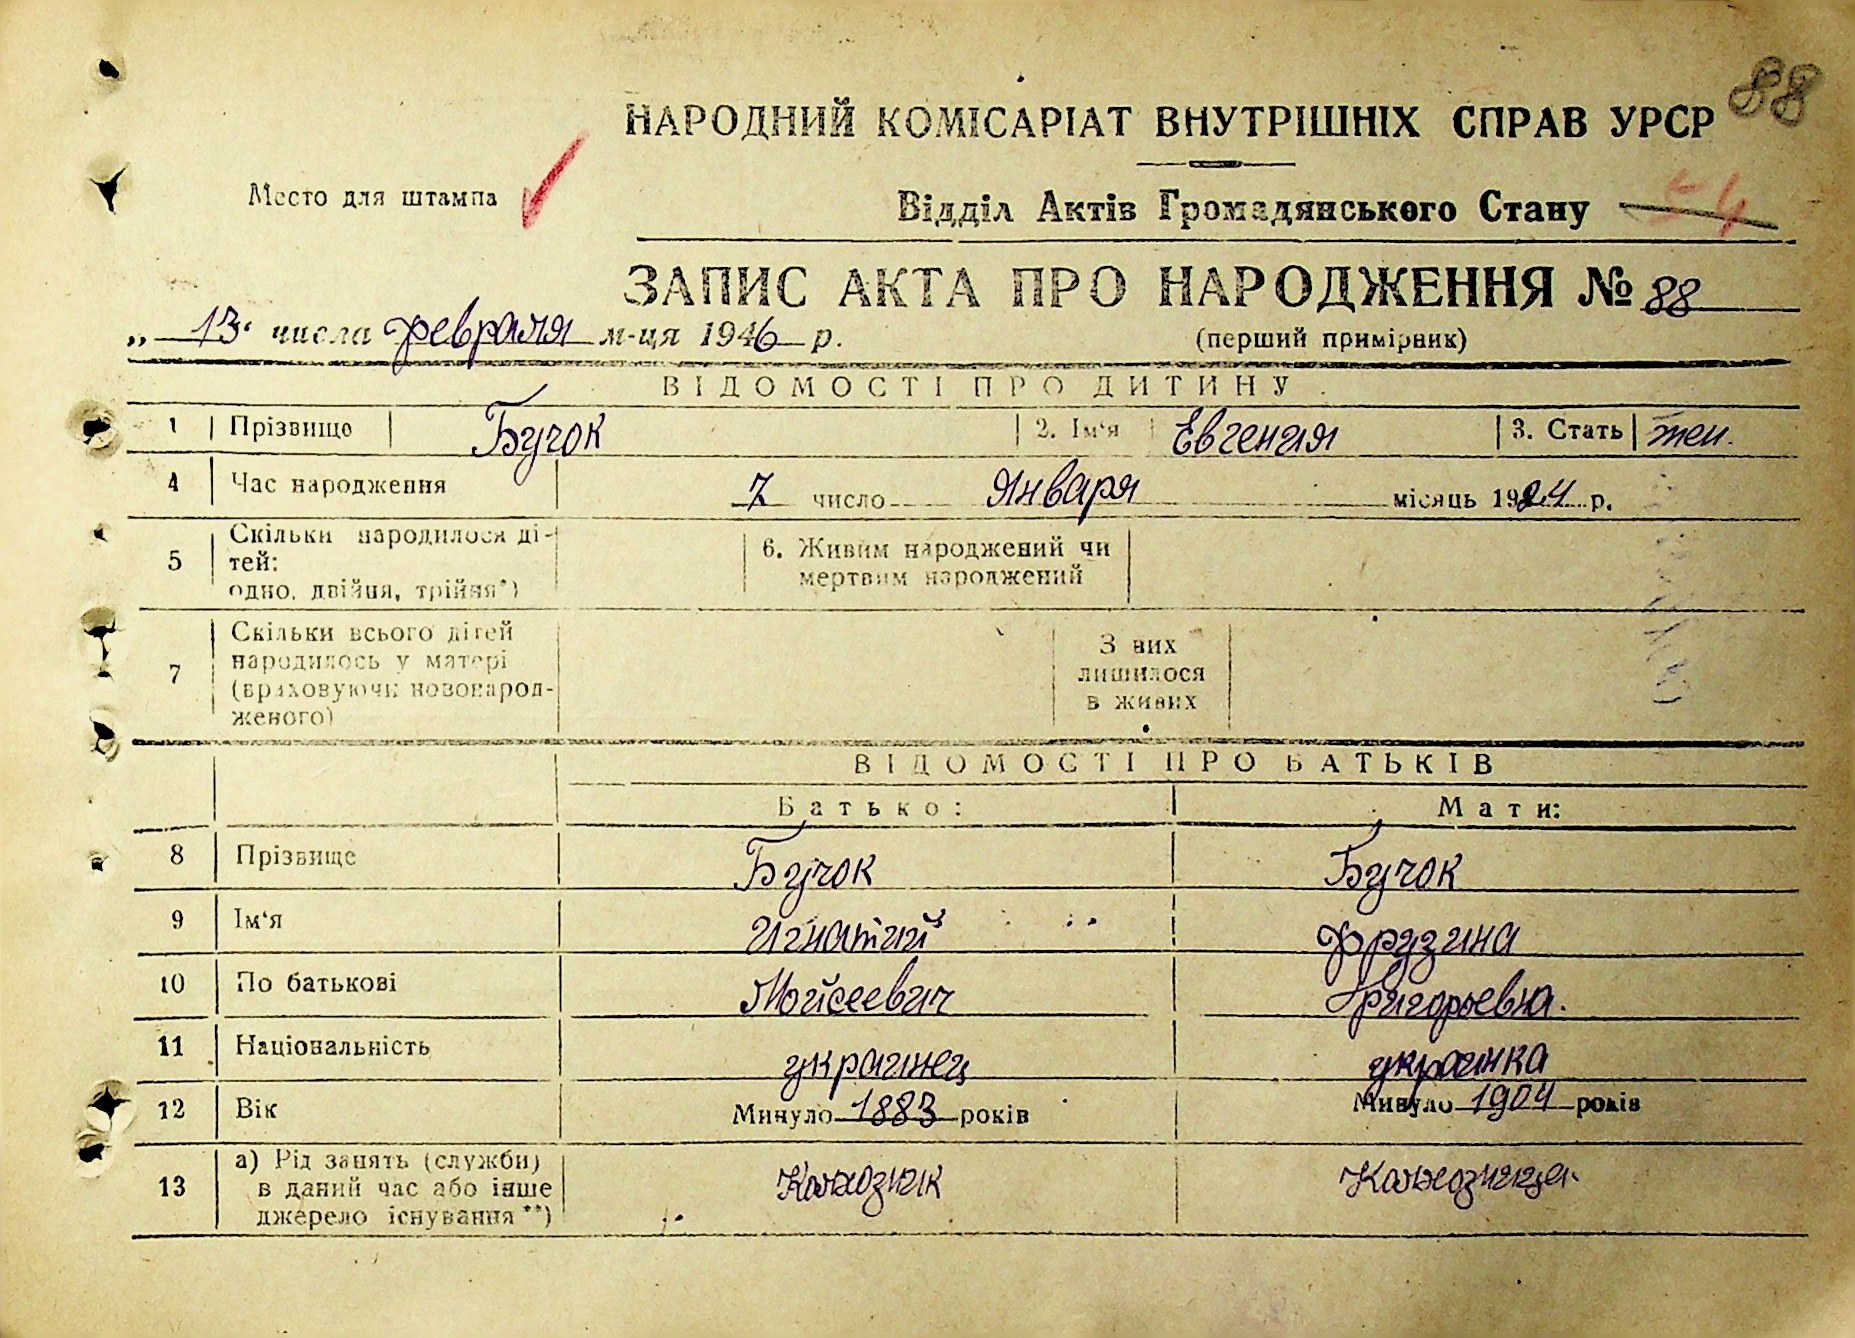 88
НАРОДНИЙ КОМІСАРІАТ ВНУТРІШНІХ СПРАВ УРСР
Место для штампа
Відділ Актів Громадянського Стану
ЗАПИС АКТА ПРО НАРОДЖЕННЯ № 88
„ 13 " числа февраля м-ця 1946 р.
(перший примірник)
ВІДОМОСТІ ПРО ДИТИНУ
1 Прізвище Бучок 2. Ім'я Евгения 3. Стать жен.
4 Час народження 7 число Января місяць 1924 р.
5 Скільки народилося ді-
тей:
одно, двійня, трійня*)
6. Живим народжений чи
мертвим народжений
7 Скільки всього дітей
народилось у матері
(враховуючи новонарод-
женого)
З них
лишилося
в живих
ВІДОМОСТІ ПРО БАТЬКІВ
Батько: Мати:
8 Прізвище Бучок Бучок
9 Ім'я Игнатий Фрузина
10 По батькові Мойсеевич Григорьевна.
11 Національність украинец украинка
12 Вік Минуло 1883 років Минуло 1904 років
13 а) Рід занять (служби)
в даний час або інше
джерело існування**)
Колхозник Колхозница